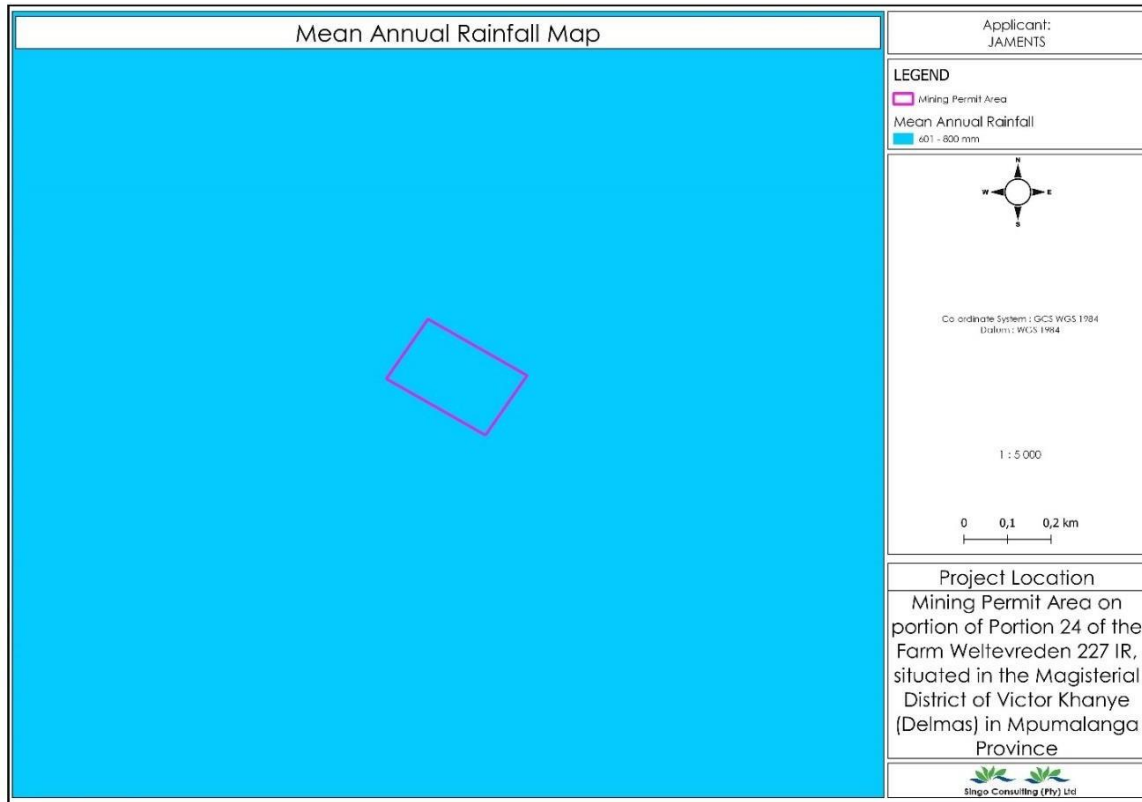 Mean Annual Rainfall Map
Applicant:
JAMENTS
LEGEND
Mining Permit Area
Mean Annual Rainfall
601 - 800 mm
N
W E
S
Co ordinate System : GCS WGS 1984
Datum : WGS 1984
1 : 5 000
0 0,1 0,2 km
Project Location
Mining Permit Area on
portion of Portion 24 of the
Farm Weltevreden 227 IR,
situated in the Magisterial
District of Victor Khanye
(Delmas) in Mpumalanga
Province
Singo Consulting (Pty) Ltd